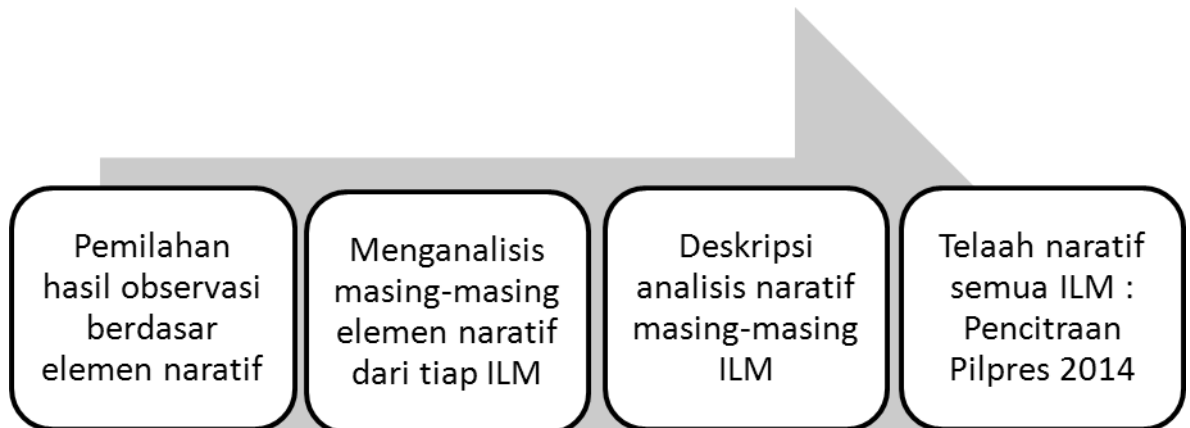 Pemilahan
hasil observasi
berdasar
elemen naratif
Menganalisis
masing-masing
elemen naratif
dari tiap ILM
Deskripsi
analisis naratif
masing-masing
ILM
Telaah naratif
semua ILM :
Pencitraan
Pilpres 2014